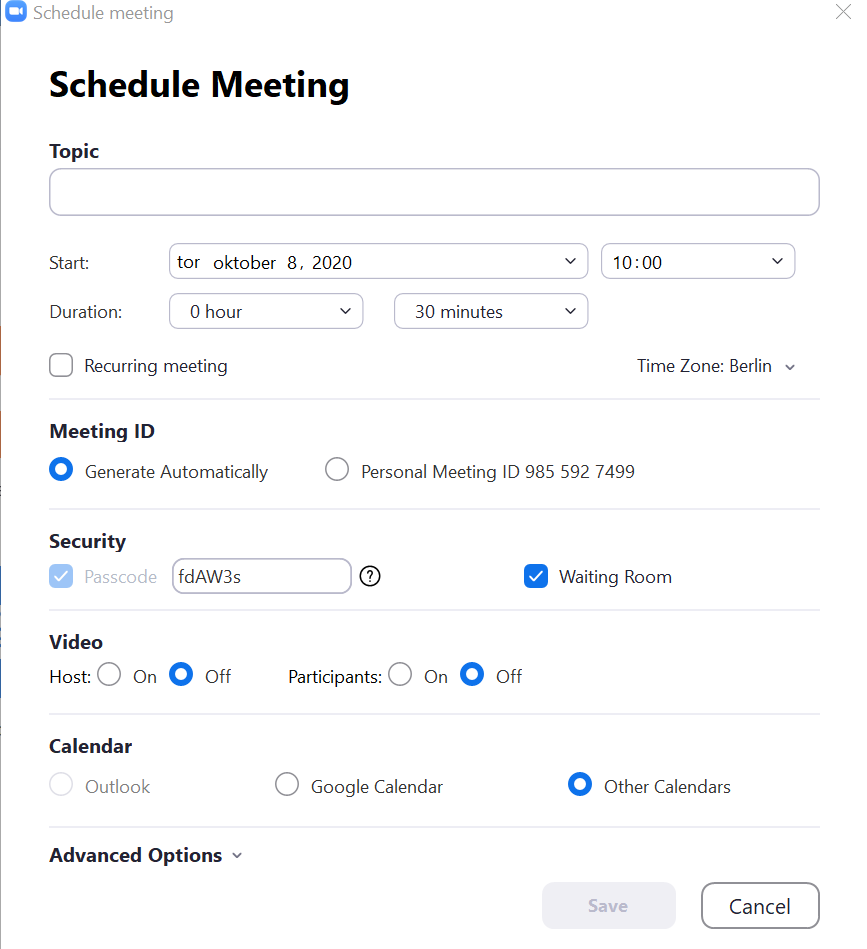 Schedule meeting
Schedule Meeting
Topic
Start: tor oktober 8, 2020 10:00
Duration: 0 hour 30 minutes
Recurring meeting Time Zone: Berlin
Meeting ID
Generate Automatically Personal Meeting ID 985 592 7499
Security
Passcode fdAW3s ? Waiting Room
Video
Host: On Off Participants: On Off
Calendar
Outlook Google Calendar Other Calendars
Advanced Options
Save Cancel